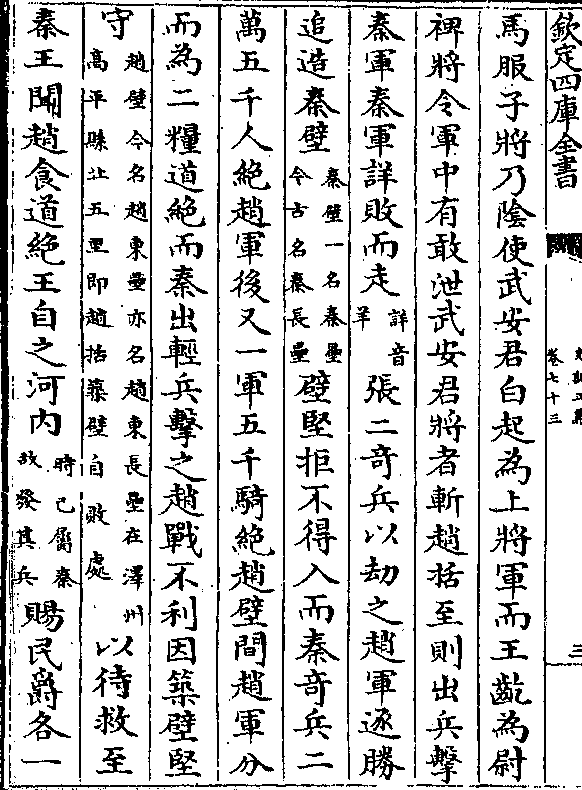 欽定四庫全書
史記正義
卷七十三
三
馬服子將乃陰使武安君白起為上將軍而王齕為尉
裨將令軍中有敢泄武安君將者斬趙括至則出兵擊
秦軍秦軍詳敗而走詳音羊張二奇兵以劫之趙軍逐勝
追造秦壁秦壁一名秦壘今古名秦長壘壁堅拒不得入而秦奇兵二
萬五千人絶趙軍後又一軍五千騎絶趙壁間趙軍分
而為二糧道絶而秦出輕兵擊之趙戰不利因築壁堅
守趙壁今名趙東壘亦名趙東長壘在澤州高平縣北五里即趙括築壁自敗處以待救至
秦王聞趙食道絶王自之河内時已屬秦故發其兵賜民爵各一